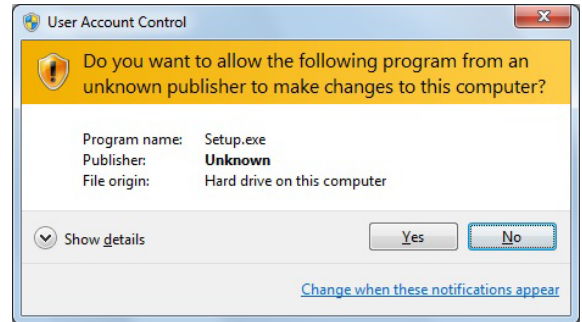 User Account Control
Do you want to allow the following program from an
unknown publisher to make changes to this computer?
Program name: Setup.exe
Publisher: Unknown
File origin: Hard drive on this computer
Show details Yes No
Change when these notifications appear